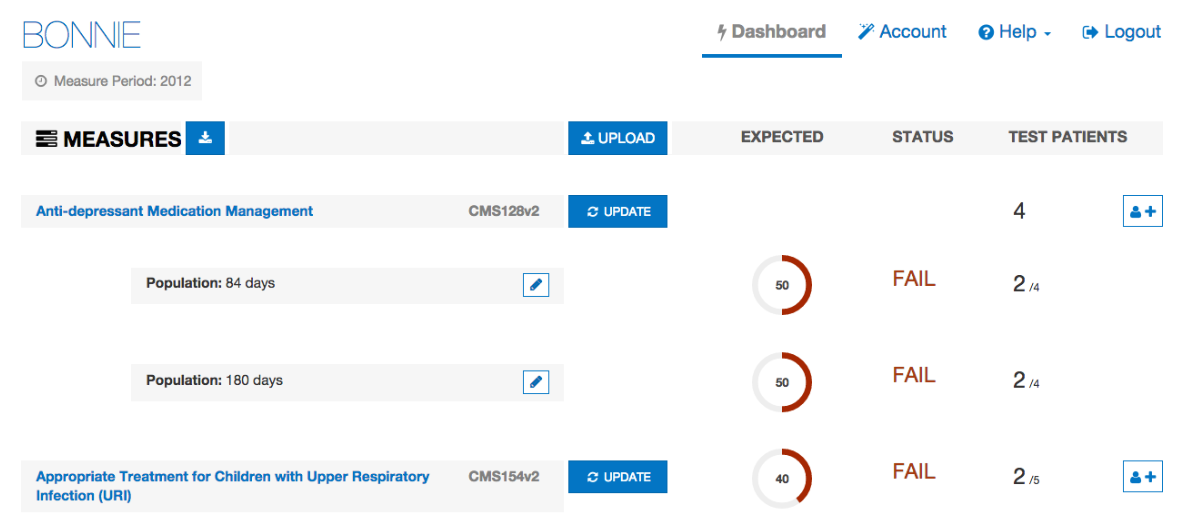 BONNIE
Dashboard Account Help Logout
Measure Period: 2012
MEASURES UPLOAD EXPECTED STATUS TEST PATIENTS
Anti-depressant Medication Management CMS128v2 UPDATE 4
Population: 84 days 50 FAIL 2 /4
Population: 180 days 50 FAIL 2 /4
Appropriate Treatment for Children with Upper Respiratory CMS154v2 UPDATE 40 FAIL 2 /5
Infection (URI)